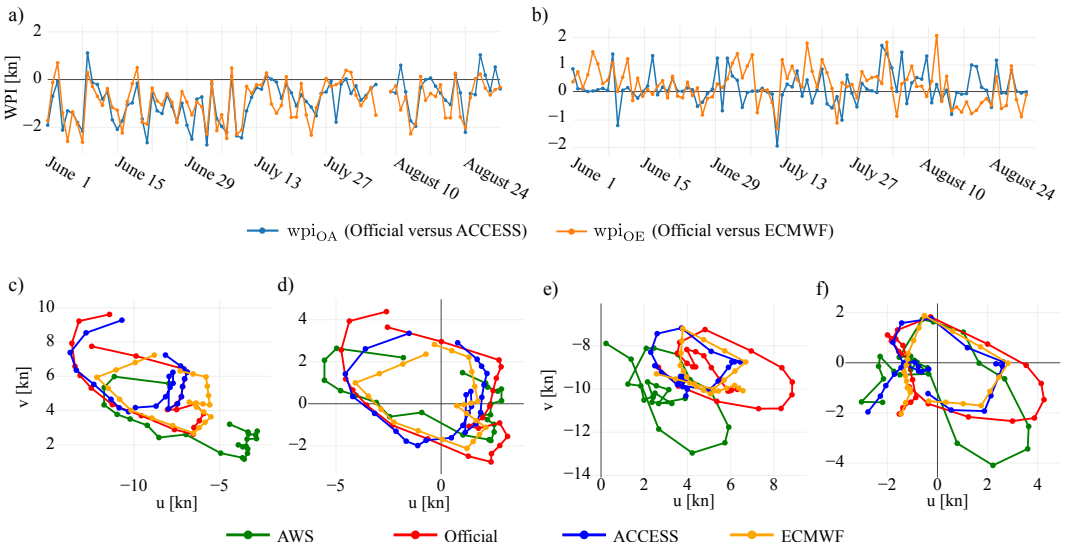 a)
b)
WPI [kn]
2
0
−2
2
1
0
−1
−2
June 1
June 15
June 29
July 13
July 27
August 10
August 24
June 1
June 15
June 29
July 13
July 27
August 10
August 24
wpiOA (Official versus ACCESS)
wpiOE (Official versus ECMWF)
c)
d)
e)
f)
v [kn]
10
8
6
4
2
−10
−5
u [kn]
4
2
0
−2
−5
0
u [kn]
−8
−10
−12
−14
0
2
4
6
8
u [kn]
2
0
−2
−4
−2
0
2
4
u [kn]
AWS
Official
ACCESS
ECMWF